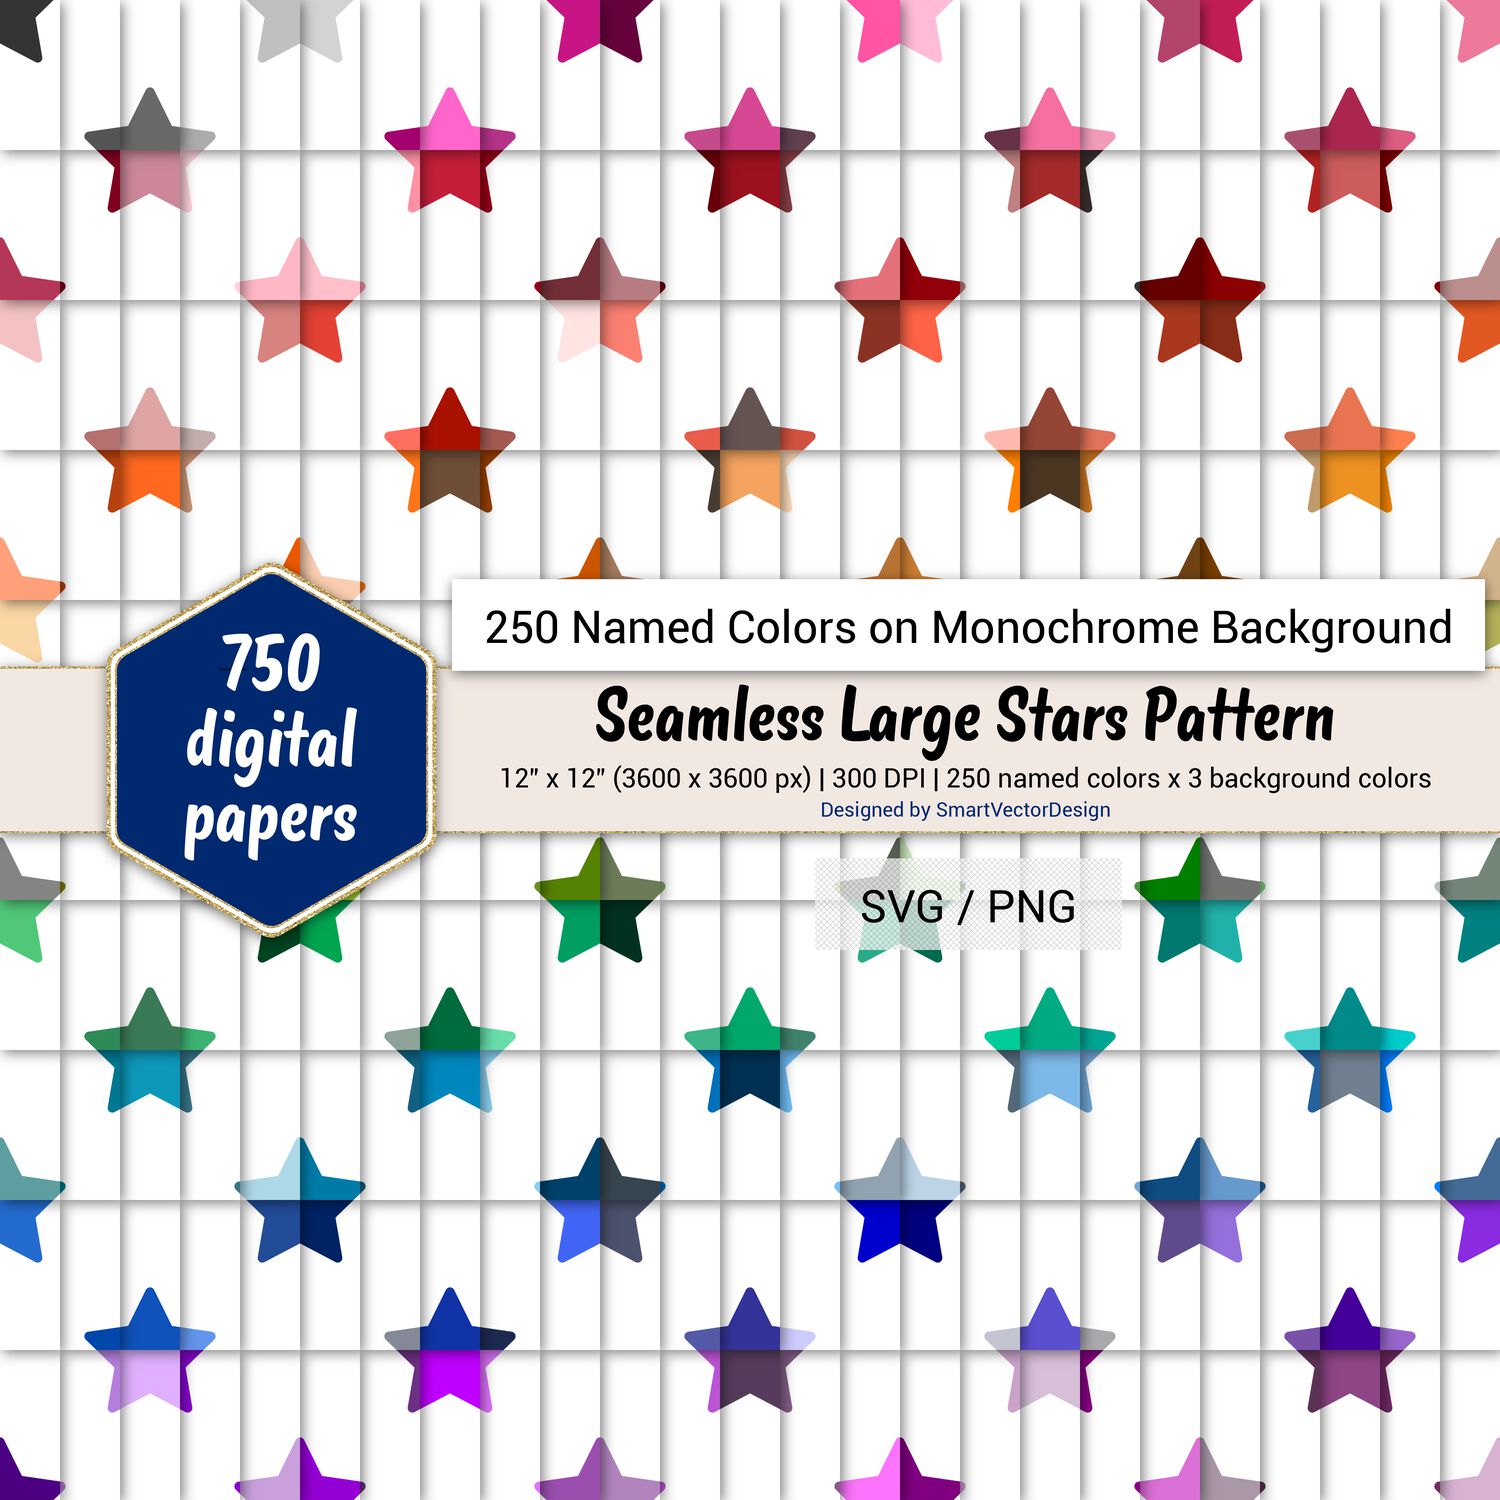 250 Named Colors on Monochrome Background
750
digital
papers
Seamless Large Stars Pattern
12" x 12" (3600 x 3600 px) | 300 DPI | 250 named colors x 3 background colors
Designed by SmartVectorDesign
SVG / PNG